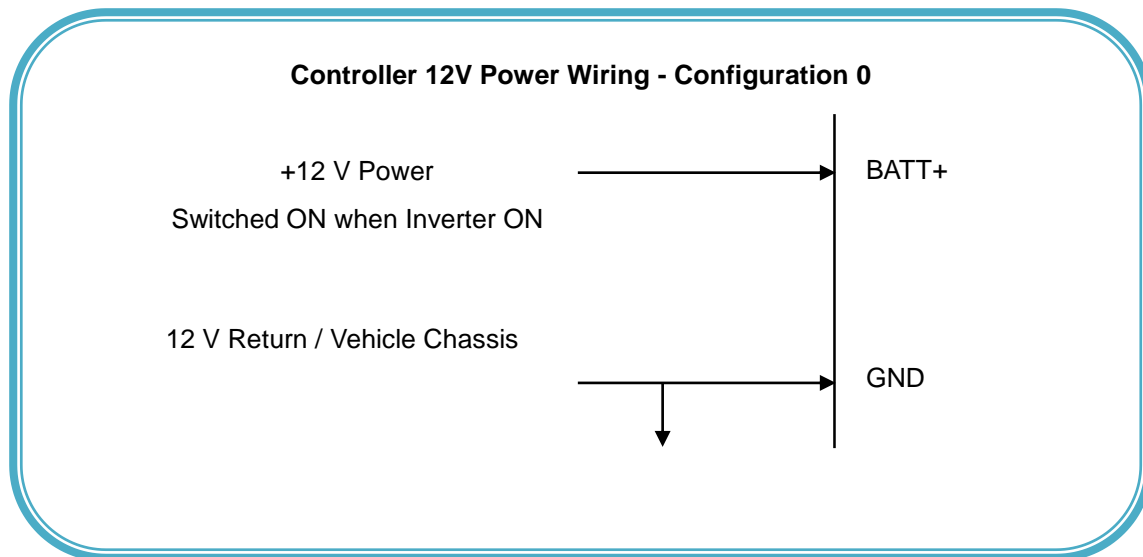 Controller 12V Power Wiring - Configuration 0
+12 V Power
BATT+
Switched ON when Inverter ON
12 V Return / Vehicle Chassis
GND